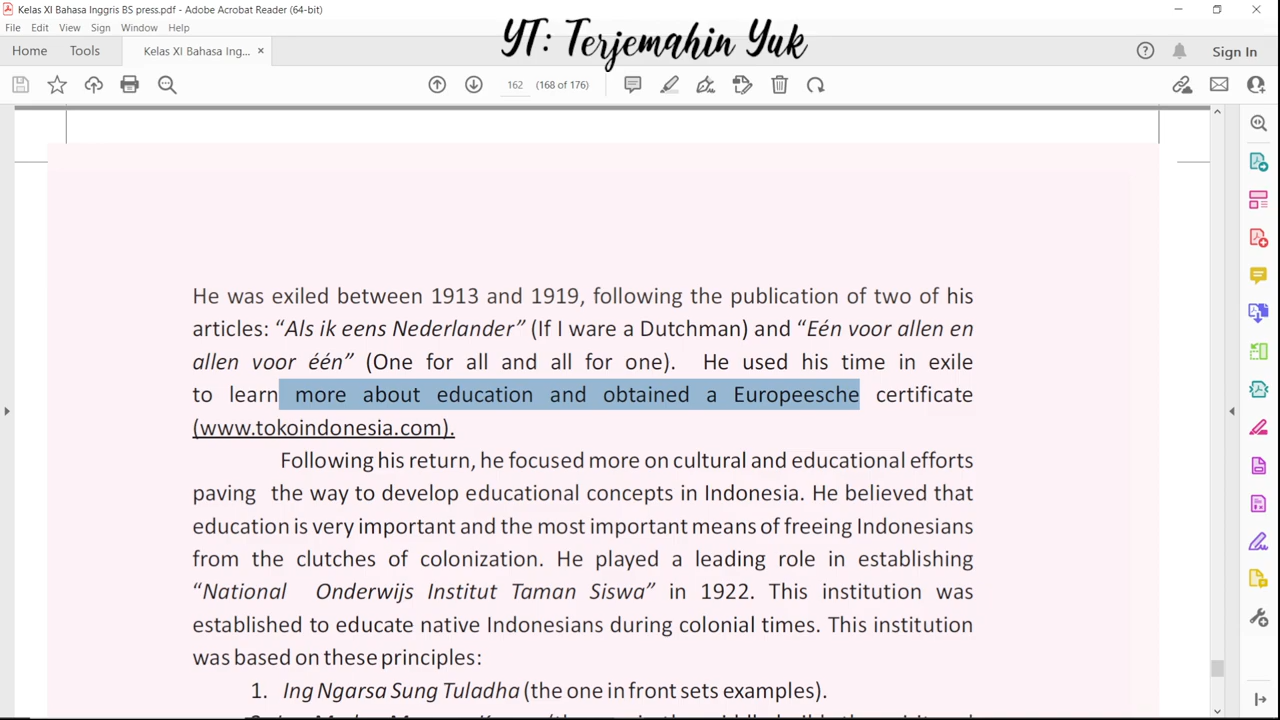 Kelas XI Bahasa Inggris BS press.pdf - Adobe Acrobat Reader (64-bit)
YT: Terjemahin Yuk
File Edit View Sign Window Help
Home Tools Kelas XI Bahasa Ing... × Sign In
162 (168 of 176)
He was exiled between 1913 and 1919, following the publication of two of his
articles: “Als ik eens Nederlander” (If I ware a Dutchman) and “Eén voor allen en
allen voor één” (One for all and all for one). He used his time in exile
to learn more about education and obtained a Europeesche certificate
(www.tokoindonesia.com).
Following his return, he focused more on cultural and educational efforts
paving the way to develop educational concepts in Indonesia. He believed that
education is very important and the most important means of freeing Indonesians
from the clutches of colonization. He played a leading role in establishing
“National Onderwijs Institut Taman Siswa” in 1922. This institution was
established to educate native Indonesians during colonial times. This institution
was based on these principles:
1. Ing Ngarsa Sung Tuladha (the one in front sets examples).